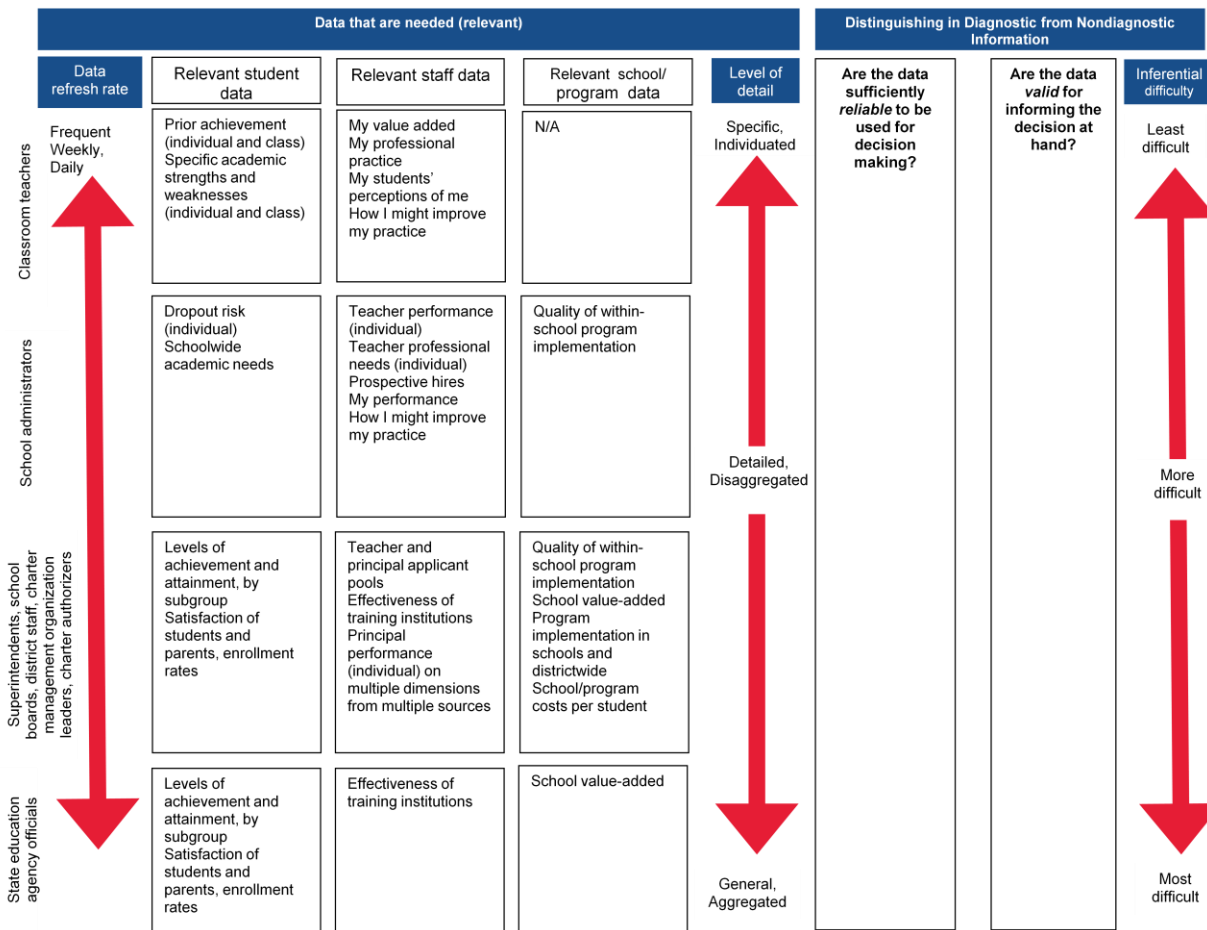 Data that are needed (relevant)
Distinguishing in Diagnostic from Nondiagnostic
Information
Data
refresh rate
Relevant student
data
Relevant staff data
Relevant school/
program data
Level of
detail
Are the data
sufficiently
reliable to be
used for
decision
making?
Are the data
valid for
informing the
decision at
hand?
Inferential
difficulty
Classroom teachers
Frequent
Weekly,
Daily
Prior achievement
(individual and class)
Specific academic
strengths and
weaknesses
(individual and class)
My value added
My professional
practice
My students'
perceptions of me
How I might improve
my practice
N/A
Specific,
Individuated
Least
difficult
School administrators
Dropout risk
(individual)
Schoolwide
academic needs
Teacher performance
(individual)
Teacher professional
needs (individual)
Prospective hires
My performance
How I might improve
my practice
Quality of within-
school program
implementation
Detailed,
Disaggregated
More
difficult
Superintendents, school
boards, district staff, charter
management organization
leaders, charter authorizers
Levels of
achievement and
attainment, by
subgroup
Satisfaction of
students and
parents, enrollment
rates
Teacher and
principal applicant
pools
Effectiveness of
training institutions
Principal
performance
(individual) on
multiple dimensions
from multiple sources
Quality of within-
school program
implementation
School value-added
Program
implementation in
schools and
districtwide
School/program
costs per student
State education
agency officials
Levels of
achievement and
attainment, by
subgroup
Satisfaction of
students and
parents, enrollment
rates
Effectiveness of
training institutions
School value-added
General,
Aggregated
Most
difficult